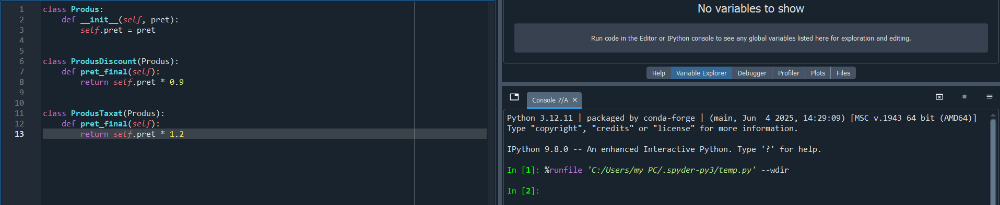 1 class Produs:
2     def __init__(self, pret):
3         self.pret = pret
4
5
6 class ProdusDiscount(Produs):
7     def pret_final(self):
8         return self.pret * 0.9
9
10
11 class ProdusTaxat(Produs):
12     def pret_final(self):
13         return self.pret * 1.2
No variables to show
Run code in the Editor or IPython console to see any global variables listed here for exploration and editing.
Help Variable Explorer Debugger Profiler Plots Files
Console 7/A
Python 3.12.11 | packaged by conda-forge | (main, Jun  4 2025, 14:29:09) [MSC v.1943 64 bit (AMD64)]
Type "copyright", "credits" or "license" for more information.
IPython 9.8.0 -- An enhanced Interactive Python. Type '?' for help.
In [1]: %runfile 'C:/Users/my PC/.spyder-py3/temp.py' --wdir
In [2]: